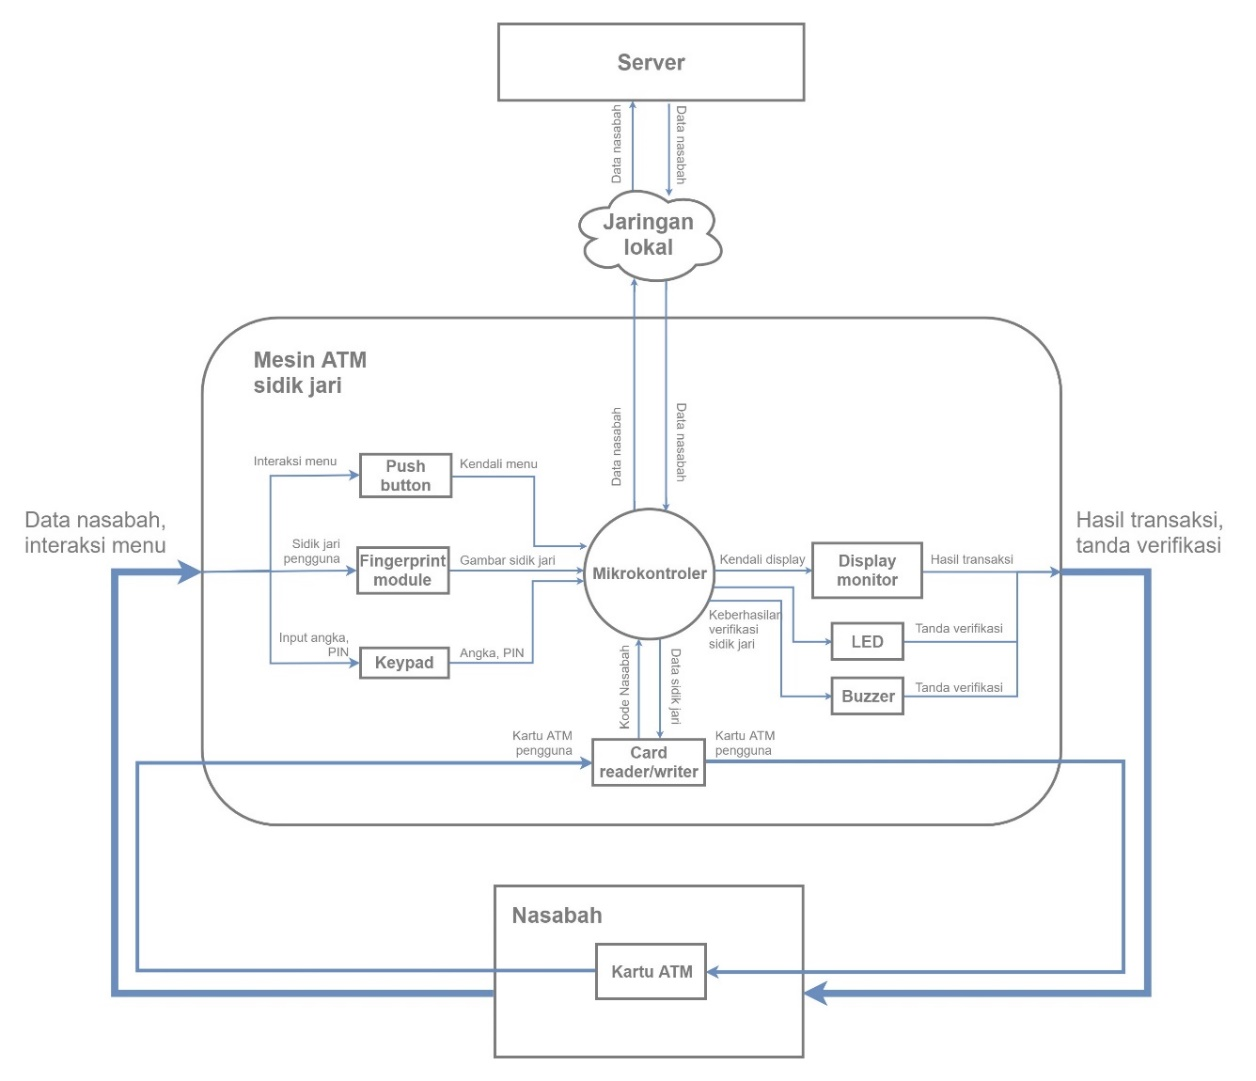 Server
Data nasabah
Data nasabah
Jaringan
lokal
Mesin ATM
sidik jari
Data nasabah
Data nasabah
Interaksi menu
Push
button
Kendali menu
Data nasabah,
interaksi menu
Sidik jari
pengguna
Fingerprint
module
Gambar sidik jari
Mikrokontroler
Kendali display
Display
monitor
Hasil transaksi
Hasil transaksi,
tanda verifikasi
Input angka,
PIN
Keypad
Angka, PIN
Keberhasilan
verifikasi
sidik jari
LED
Tanda verifikasi
Buzzer
Tanda verifikasi
Kode Nasabah
Data sidik jari
Kartu ATM
pengguna
Card
reader/writer
Kartu ATM
pengguna
Nasabah
Kartu ATM